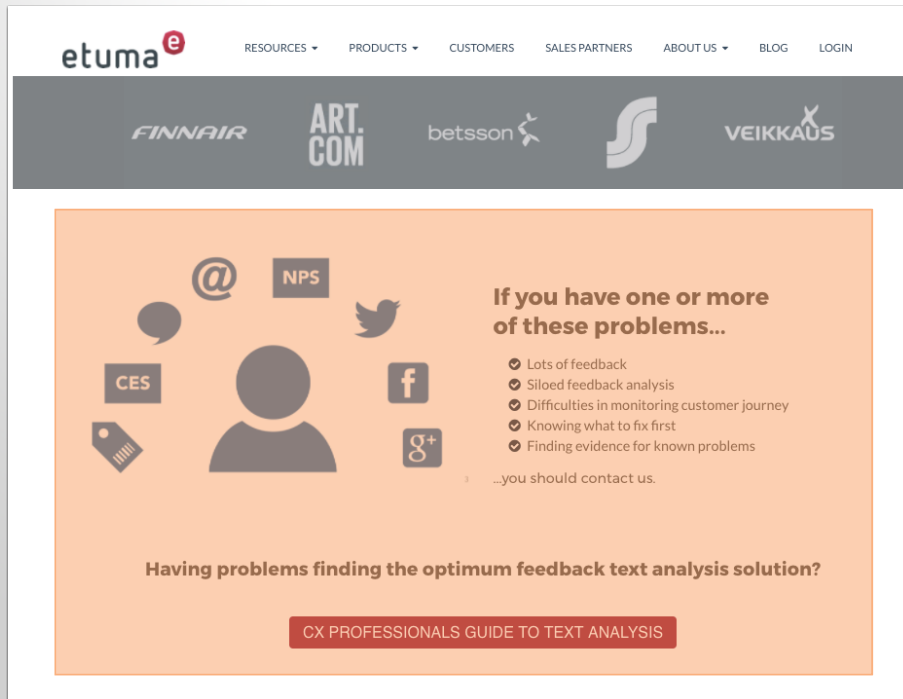 etuma e
RESOURCES PRODUCTS CUSTOMERS SALES PARTNERS ABOUT US BLOG LOGIN
FINNAIR ART. COM betsson S VEIKKAUS
@ NPS
CES
f
g+
If you have one or more
of these problems...
Lots of feedback
Siloed feedback analysis
Difficulties in monitoring customer journey
Knowing what to fix first
Finding evidence for known problems
...you should contact us.
Having problems finding the optimum feedback text analysis solution?
CX PROFESSIONALS GUIDE TO TEXT ANALYSIS